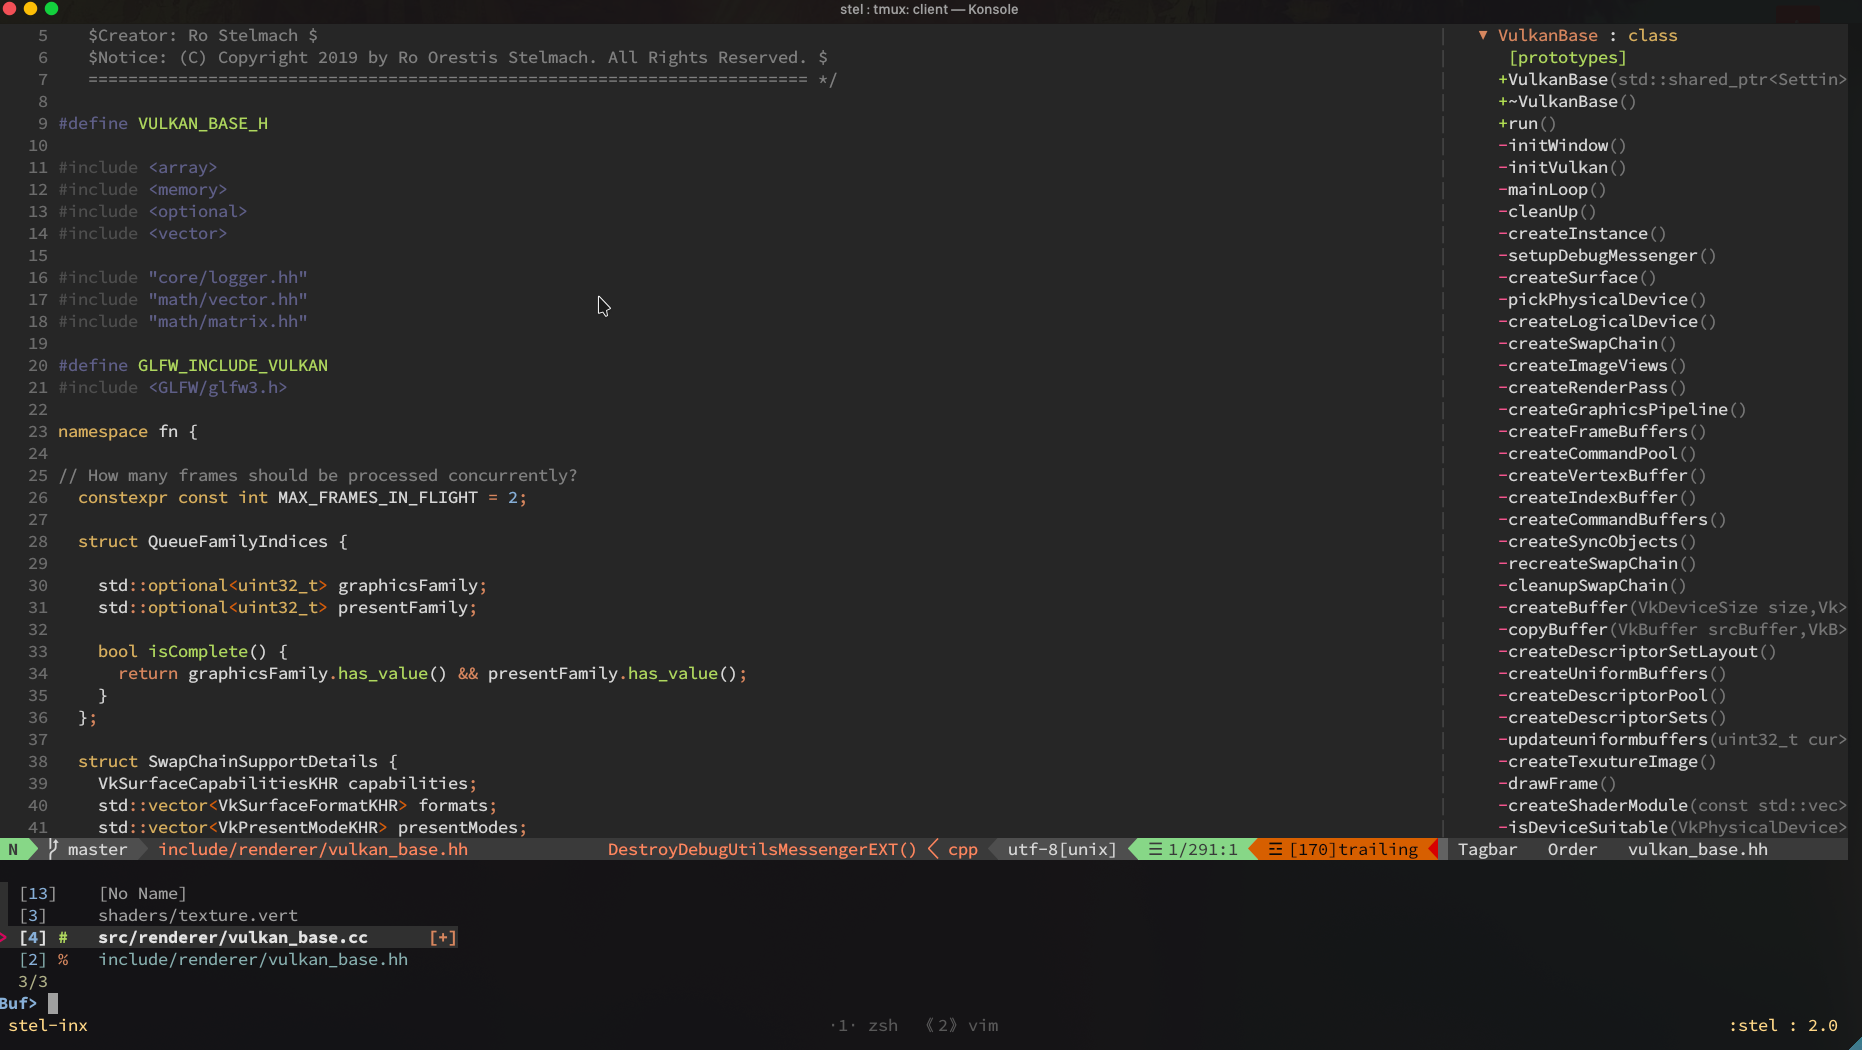 stel : tmux: client — Konsole
5 $Creator: Ro Stelmach $
6 $Notice: (C) Copyright 2019 by Ro Orestis Stelmach. All Rights Reserved. $
7 ======================================================================== */
8
9 #define VULKAN_BASE_H
10
11 #include <array>
12 #include <memory>
13 #include <optional>
14 #include <vector>
15
16 #include "core/logger.hh"
17 #include "math/vector.hh"
18 #include "math/matrix.hh"
19
20 #define GLFW_INCLUDE_VULKAN
21 #include <GLFW/glfw3.h>
22
23 namespace fn {
24
25 // How many frames should be processed concurrently?
26 constexpr const int MAX_FRAMES_IN_FLIGHT = 2;
27
28 struct QueueFamilyIndices {
29
30 std::optional<uint32_t> graphicsFamily;
31 std::optional<uint32_t> presentFamily;
32
33 bool isComplete() {
34 return graphicsFamily.has_value() && presentFamily.has_value();
35 }
36 };
37
38 struct SwapChainSupportDetails {
39 VkSurfaceCapabilitiesKHR capabilities;
40 std::vector<VkSurfaceFormatKHR> formats;
41 std::vector<VkPresentModeKHR> presentModes;
▼ VulkanBase : class
[prototypes]
+VulkanBase(std::shared_ptr<Settin>
+~VulkanBase()
+run()
-initWindow()
-initVulkan()
-mainLoop()
-cleanUp()
-createInstance()
-setupDebugMessenger()
-createSurface()
-pickPhysicalDevice()
-createLogicalDevice()
-createSwapChain()
-createImageViews()
-createRenderPass()
-createGraphicsPipeline()
-createFrameBuffers()
-createCommandPool()
-createVertexBuffer()
-createIndexBuffer()
-createCommandBuffers()
-createSyncObjects()
-recreateSwapChain()
-cleanupSwapChain()
-createBuffer(VkDeviceSize size,Vk>
-copyBuffer(VkBuffer srcBuffer,VkB>
-createDescriptorSetLayout()
-createUniformBuffers()
-createDescriptorPool()
-createDescriptorSets()
-updateuniformbuffers(uint32_t cur>
-createTexutureImage()
-drawFrame()
-createShaderModule(const std::vec>
-isDeviceSuitable(VkPhysicalDevice>
N master include/renderer/vulkan_base.hh DestroyDebugUtilsMessengerEXT() < cpp utf-8[unix] ☰ 1/291:1 ☲ [170]trailing Tagbar Order vulkan_base.hh
[13] [No Name]
[3] shaders/texture.vert
> [4] # src/renderer/vulkan_base.cc [+]
[2] % include/renderer/vulkan_base.hh
3/3
Buf>
stel-inx ·1· zsh 《2》 vim :stel : 2.0